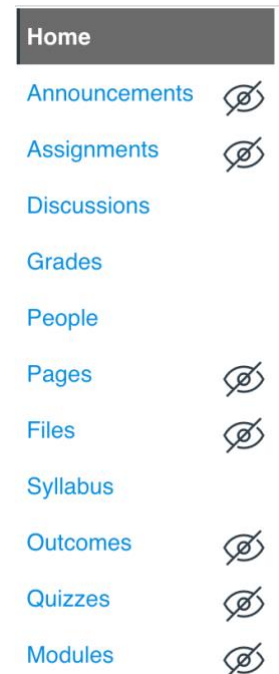 Home
Announcements
Assignments
Discussions
Grades
People
Pages
Files
Syllabus
Outcomes
Quizzes
Modules